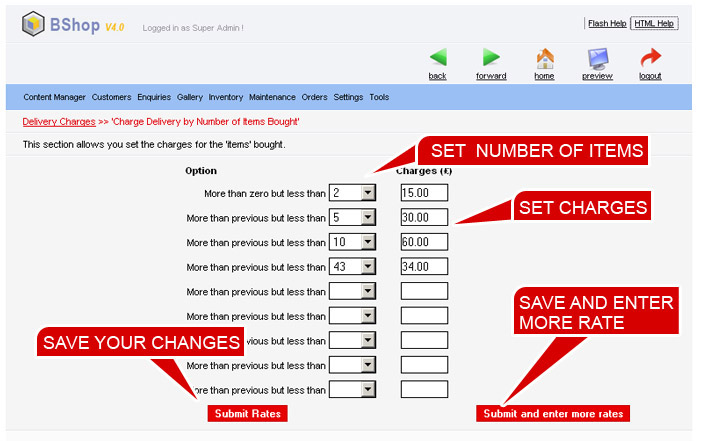 BShop V4.0 Logged in as Super Admin ! Flash Help HTML Help
back forward home preview logout
Content Manager Customers Enquiries Gallery Inventory Maintenance Orders Settings Tools
Delivery Charges >> 'Charge Delivery by Number of Items Bought'
This section allows you set the charges for the 'items' bought.
SET NUMBER OF ITEMS
Option Charges (£)
More than zero but less than 2 15.00
SET CHARGES
More than previous but less than 5 30.00
More than previous but less than 10 60.00
More than previous but less than 43 34.00
More than previous but less than
More than previous but less than
SAVE AND ENTER
MORE RATE
SAVE YOUR CHANGES
but less than
More than previous but less than
than previous but less than
Submit Rates Submit and enter more rates